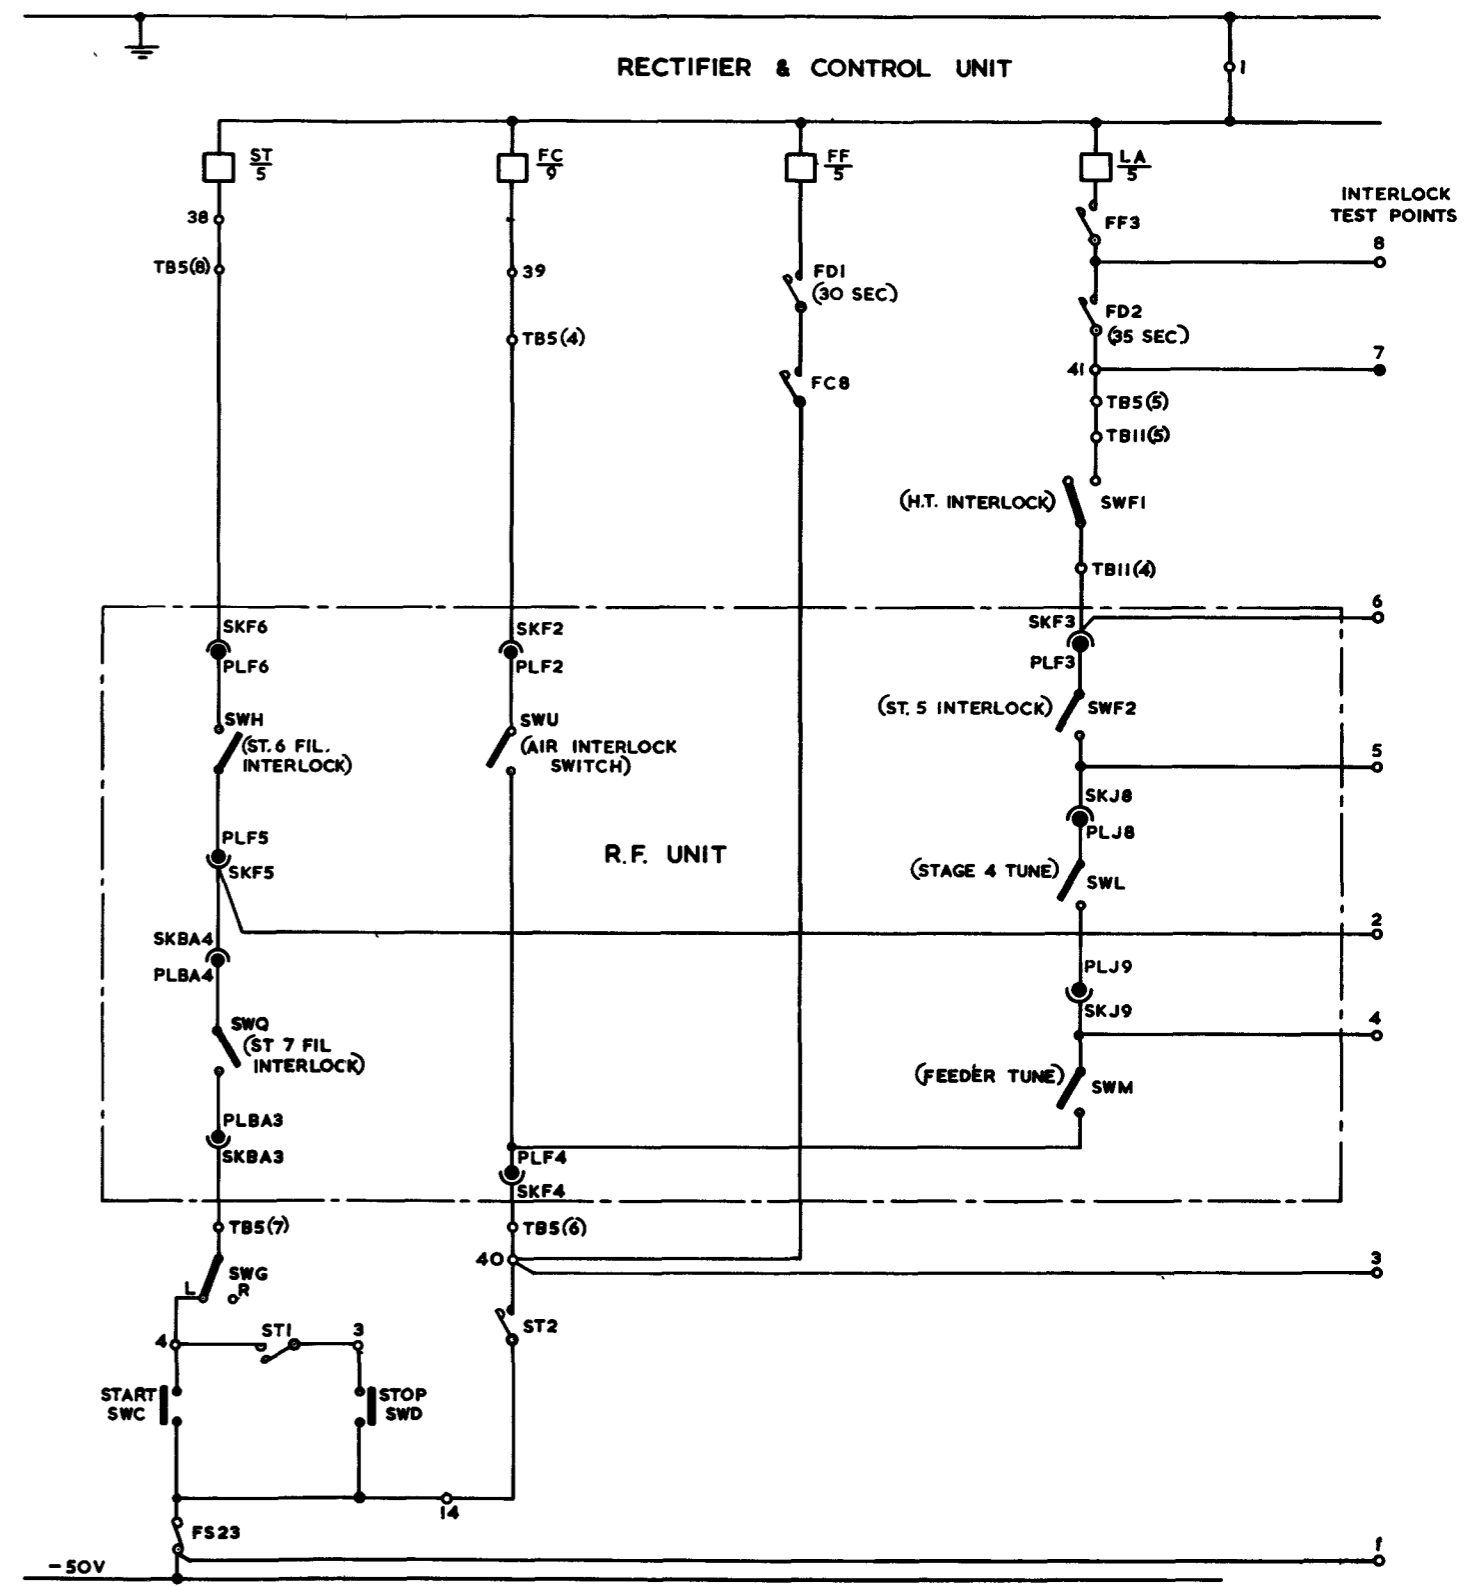 RECTIFIER & CONTROL UNIT
1
ST
5
FC
9
FF
5
LA
5
INTERLOCK
TEST POINTS
38
TB5(8)
39
TB5(4)
FD1
(30 SEC)
FC8
FF3
8
FD2
(35 SEC)
7
41
TB5(5)
TB11(5)
(H.T. INTERLOCK)
SWF1
TB11(4)
6
SKF6
PLF6
SKF2
PLF2
SKF3
PLF3
SWH
(ST. 6 FIL.
INTERLOCK)
SWU
(AIR INTERLOCK
SWITCH)
(ST. 5 INTERLOCK)
SWF2
5
PLF5
SKF5
R.F. UNIT
SKJ8
PLJ8
(STAGE 4 TUNE)
SWL
2
SKBA4
PLBA4
PLJ9
SKJ9
4
SWQ
(ST 7 FIL
INTERLOCK)
(FEEDER TUNE)
SWM
PLBA3
SKBA3
PLF4
SKF4
TB5(7)
TB5(6)
40
3
SWG
L
R
4
ST1
3
ST2
START
SWC
STOP
SWD
14
FS23
1
-50V